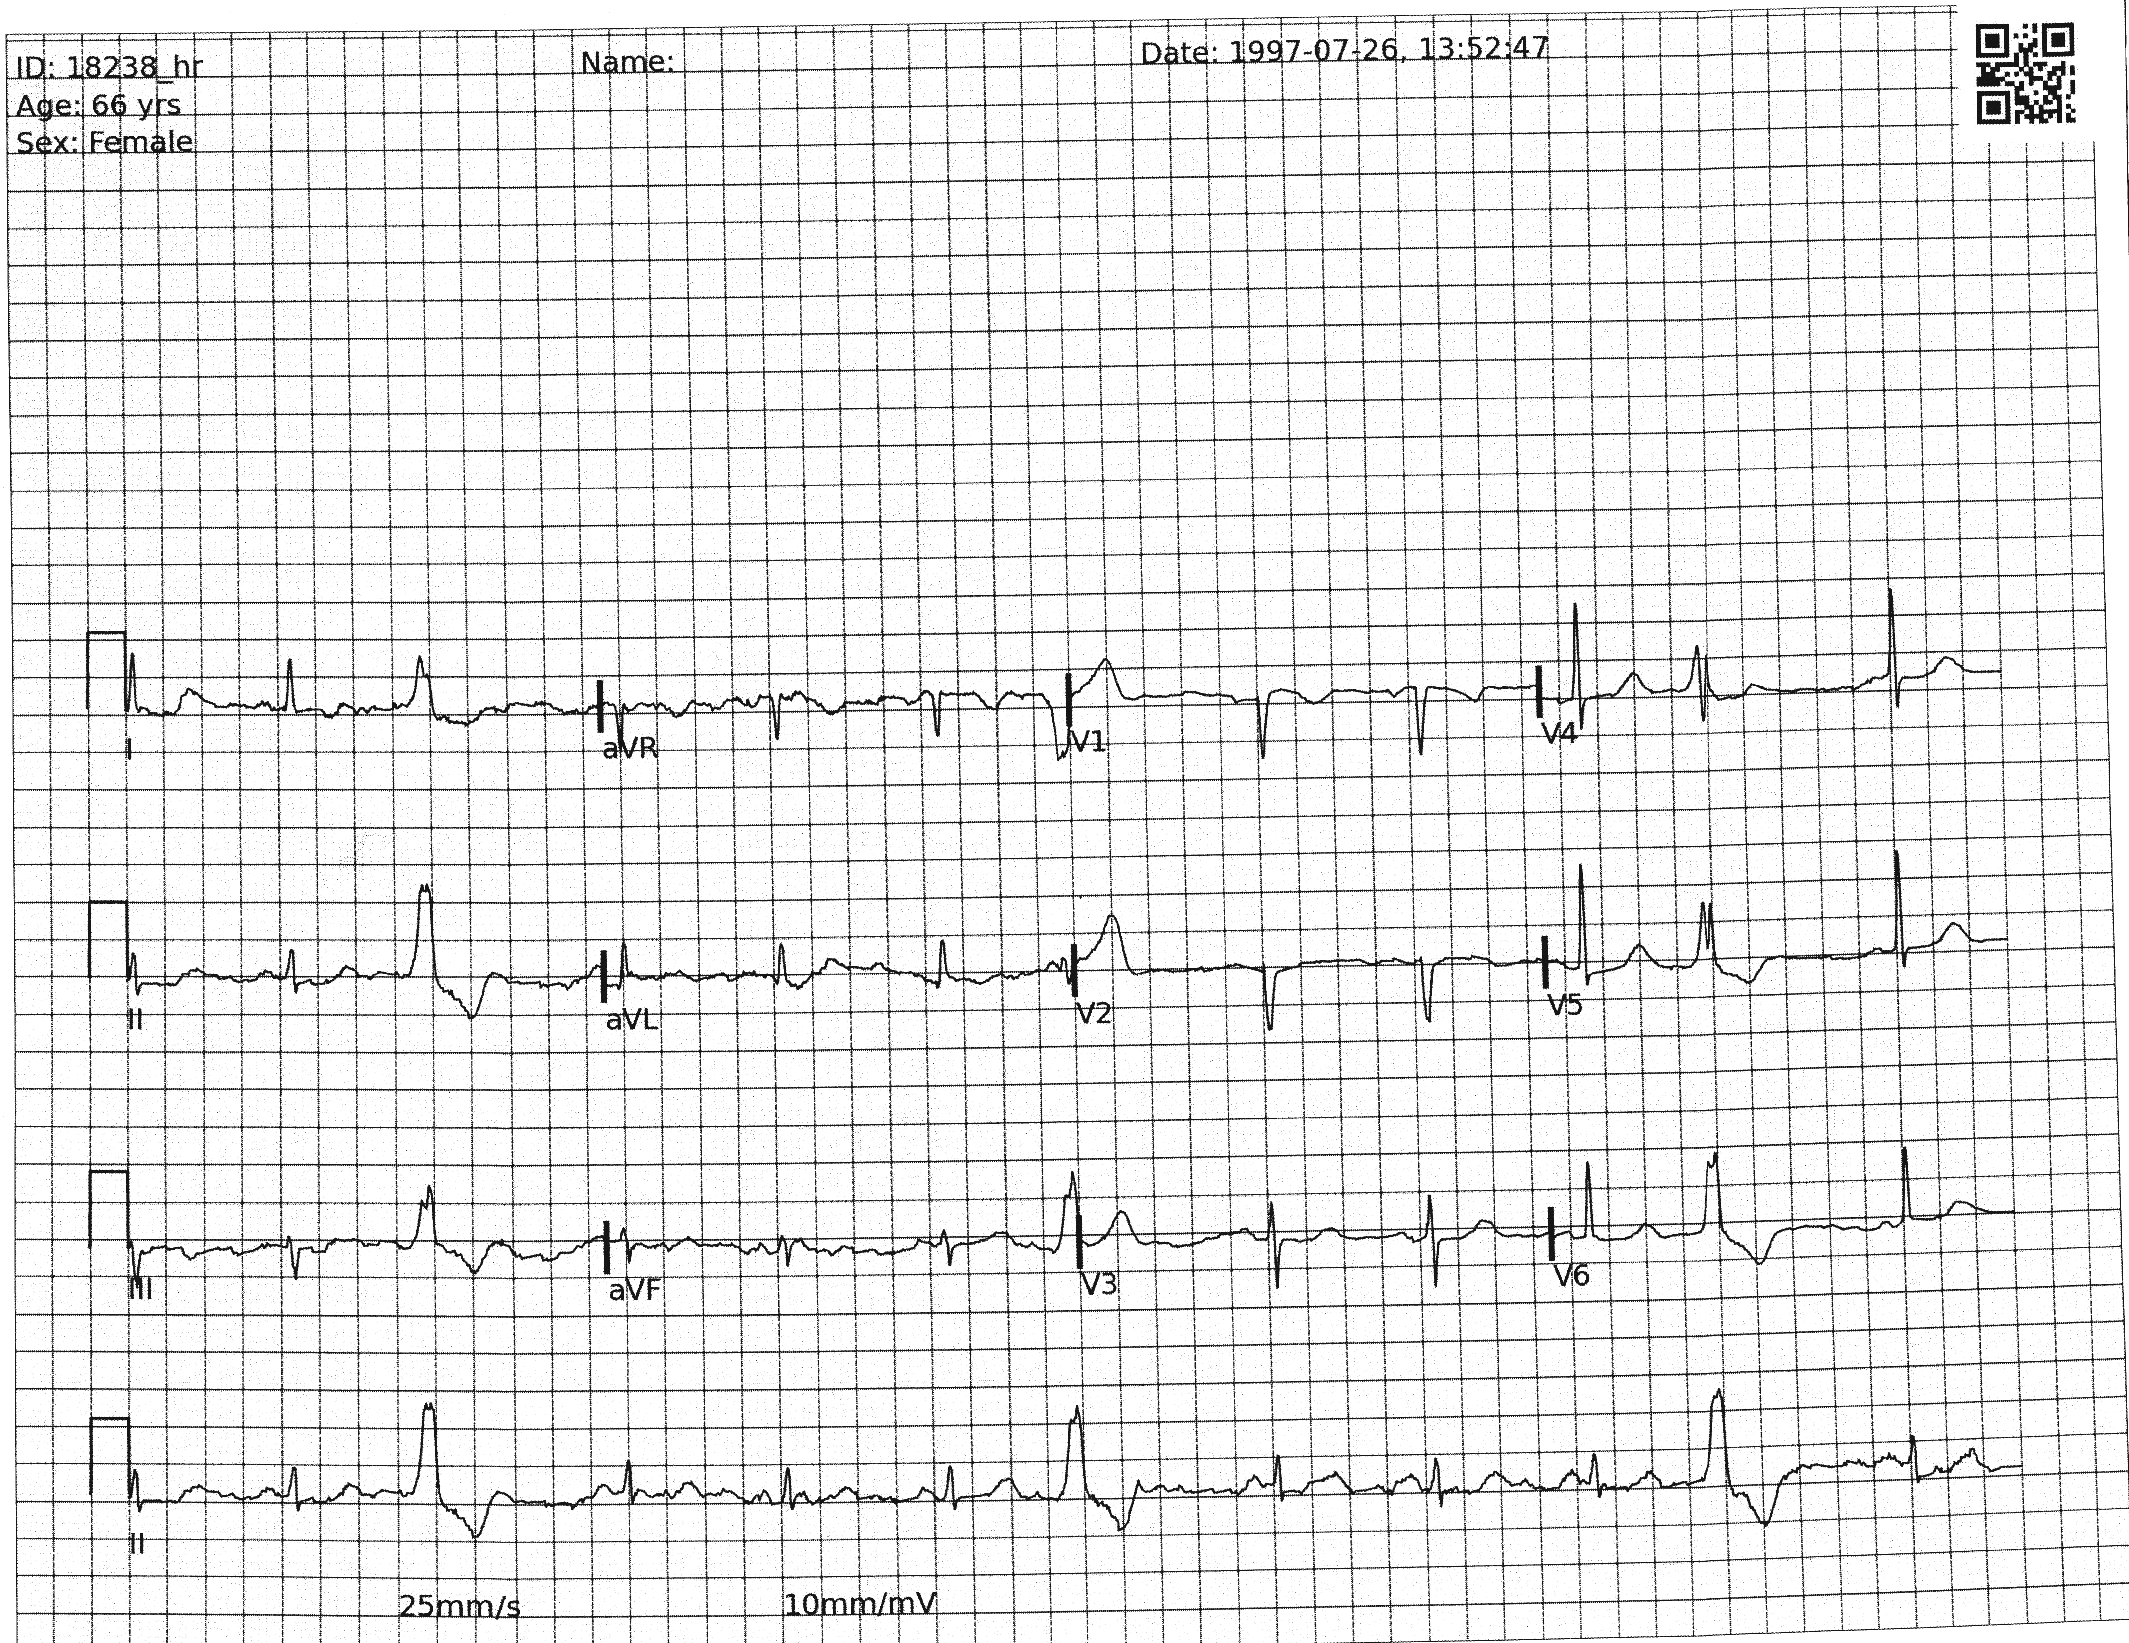 ID: 18238_hr
Name:
Date: 1997-07-26, 13:52:47
Age: 66 yrs
Sex: Female
I
aVR
V1
V4
II
aVL
V2
V5
III
aVF
V3
V6
II
25mm/s
10mm/mV